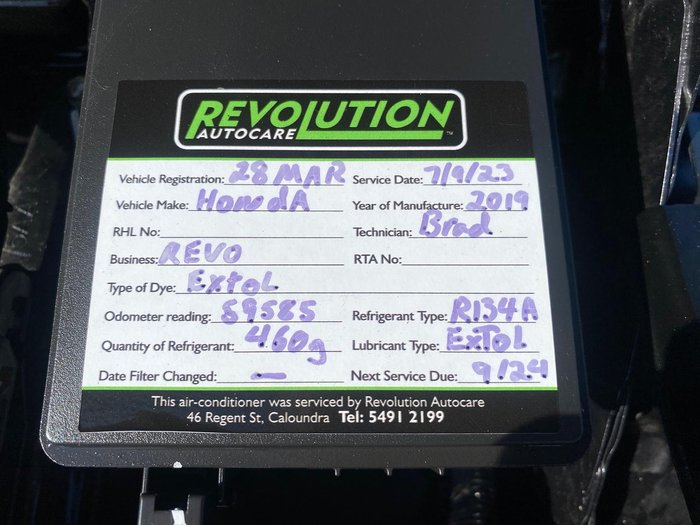 REVOLUTION
AUTOCARE ™
Vehicle Registration: 28 MAR Service Date: 7/9/23
Vehicle Make: HondA Year of Manufacture: 2019
RHL No: Technician: Brad
Business: REVO RTA No:
Type of Dye: Extol
Odometer reading: 59585 Refrigerant Type: R134A
Quantity of Refrigerant: 460g Lubricant Type: ExTOL
Date Filter Changed: — Next Service Due: 9/24
This air-conditioner was serviced by Revolution Autocare
46 Regent St, Caloundra Tel: 5491 2199